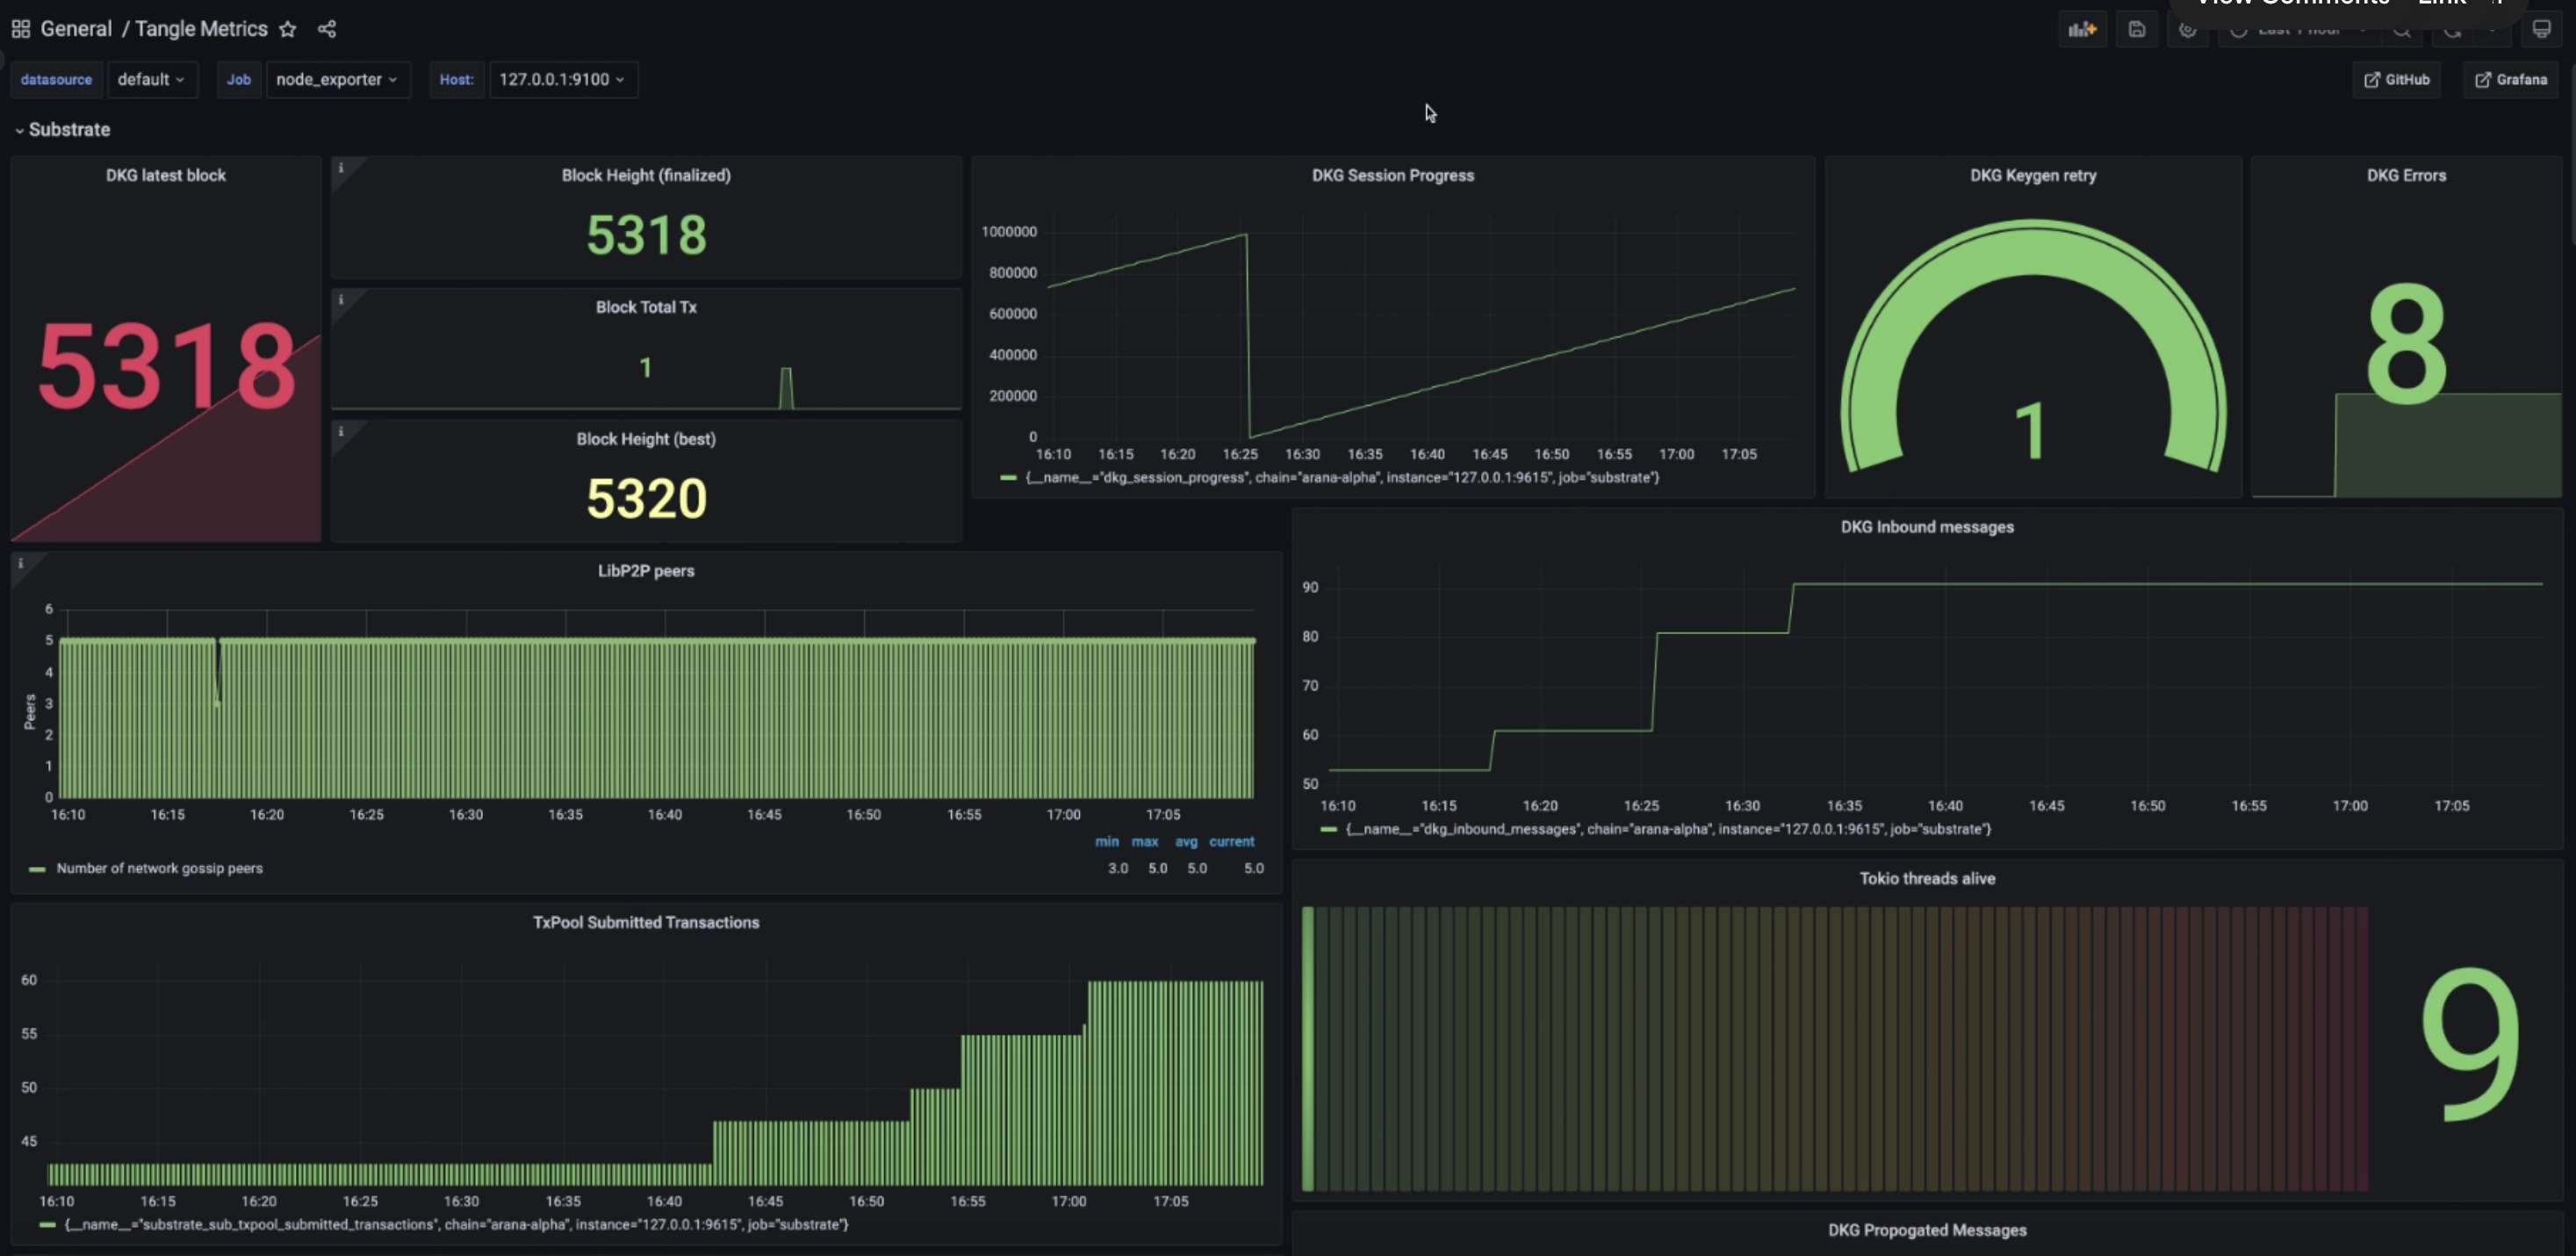 View Comments Link
General / Tangle Metrics
Last 1 hour
datasource default Job node_exporter Host: 127.0.0.1:9100 GitHub Grafana
Substrate
DKG latest block
5318
Block Height (finalized)
5318
Block Total Tx
1
Block Height (best)
5320
DKG Session Progress
1000000
800000
600000
400000
200000
0
16:10 16:15 16:20 16:25 16:30 16:35 16:40 16:45 16:50 16:55 17:00 17:05
{__name__="dkg_session_progress", chain="arana-alpha", instance="127.0.0.1:9615", job="substrate"}
DKG Keygen retry
1
DKG Errors
8
LibP2P peers
Peers
6
5
4
3
2
1
0
16:10 16:15 16:20 16:25 16:30 16:35 16:40 16:45 16:50 16:55 17:00 17:05
min max avg current
Number of network gossip peers 3.0 5.0 5.0 5.0
DKG Inbound messages
90
80
70
60
50
16:10 16:15 16:20 16:25 16:30 16:35 16:40 16:45 16:50 16:55 17:00 17:05
{__name__="dkg_inbound_messages", chain="arana-alpha", instance="127.0.0.1:9615", job="substrate"}
TxPool Submitted Transactions
60
55
50
45
16:10 16:15 16:20 16:25 16:30 16:35 16:40 16:45 16:50 16:55 17:00 17:05
{__name__="substrate_sub_txpool_submitted_transactions", chain="arana-alpha", instance="127.0.0.1:9615", job="substrate"}
Tokio threads alive
9
DKG Propogated Messages